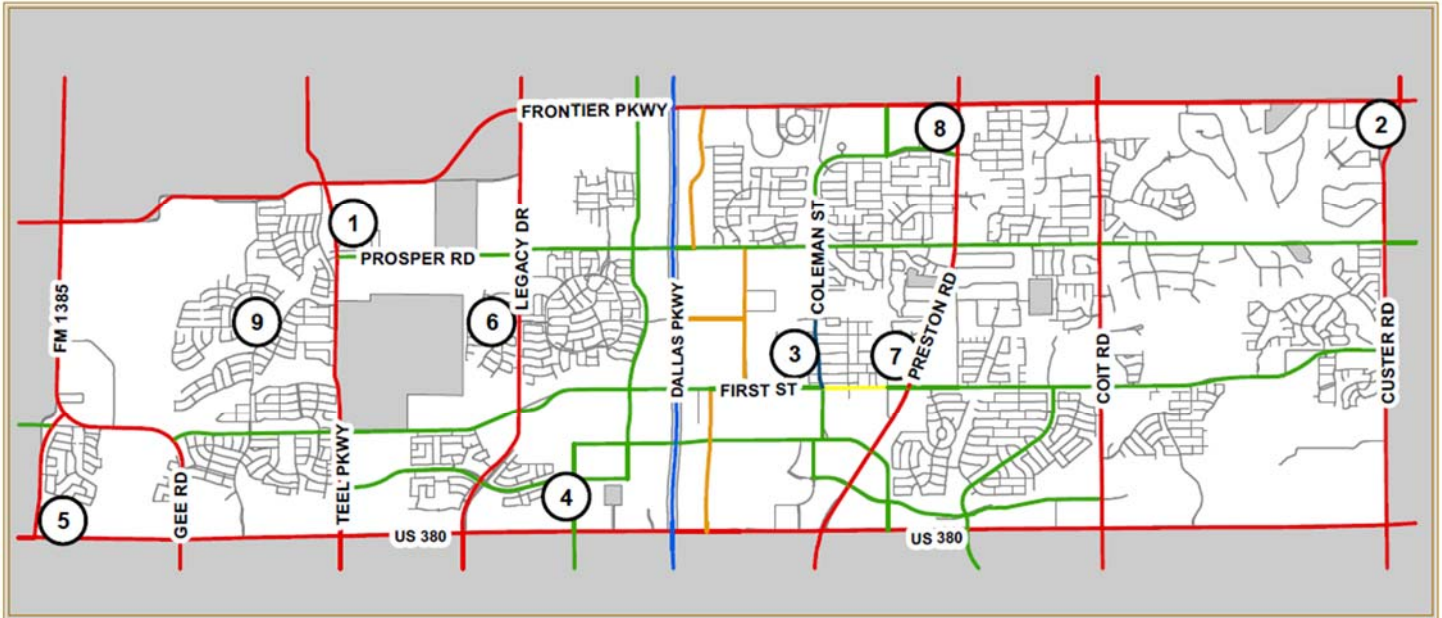 FRONTIER PKWY
8
2
1
LEGACY DR
COLEMAN ST
PROSPER RD
FM 1385
9
6
DALLAS PKWY
PRESTON RD
3
7
COIT RD
CUSTER RD
FIRST ST
TEEL PKWY
GEE RD
4
5
US 380
US 380